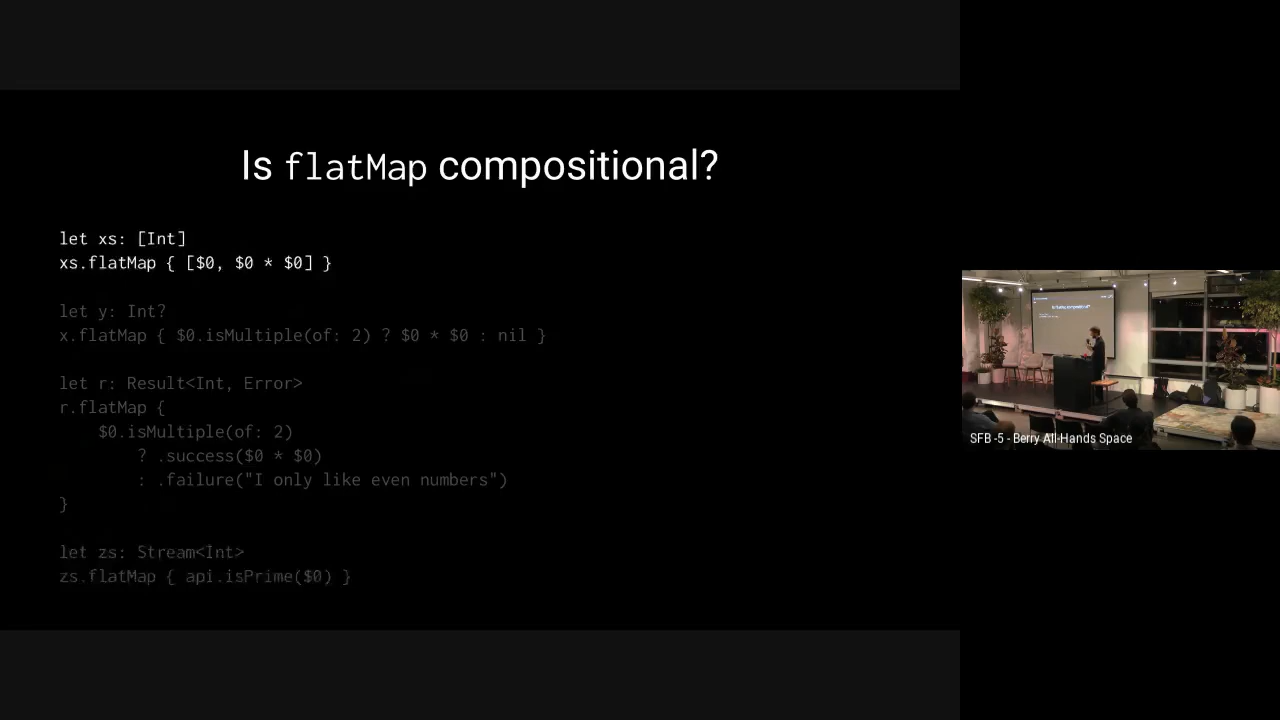 Is flatMap compositional?
let xs: [Int]
xs.flatMap { [$0, $0 * $0] }
let y: Int?
x.flatMap { $0.isMultiple(of: 2) ? $0 * $0 : nil }
let r: Result<Int, Error>
r.flatMap {
$0.isMultiple(of: 2)
? .success($0 * $0)
: .failure("I only like even numbers")
}
let zs: Stream<Int>
zs.flatMap { api.isPrime($0) }
SFB -5 - Berry All-Hands Space